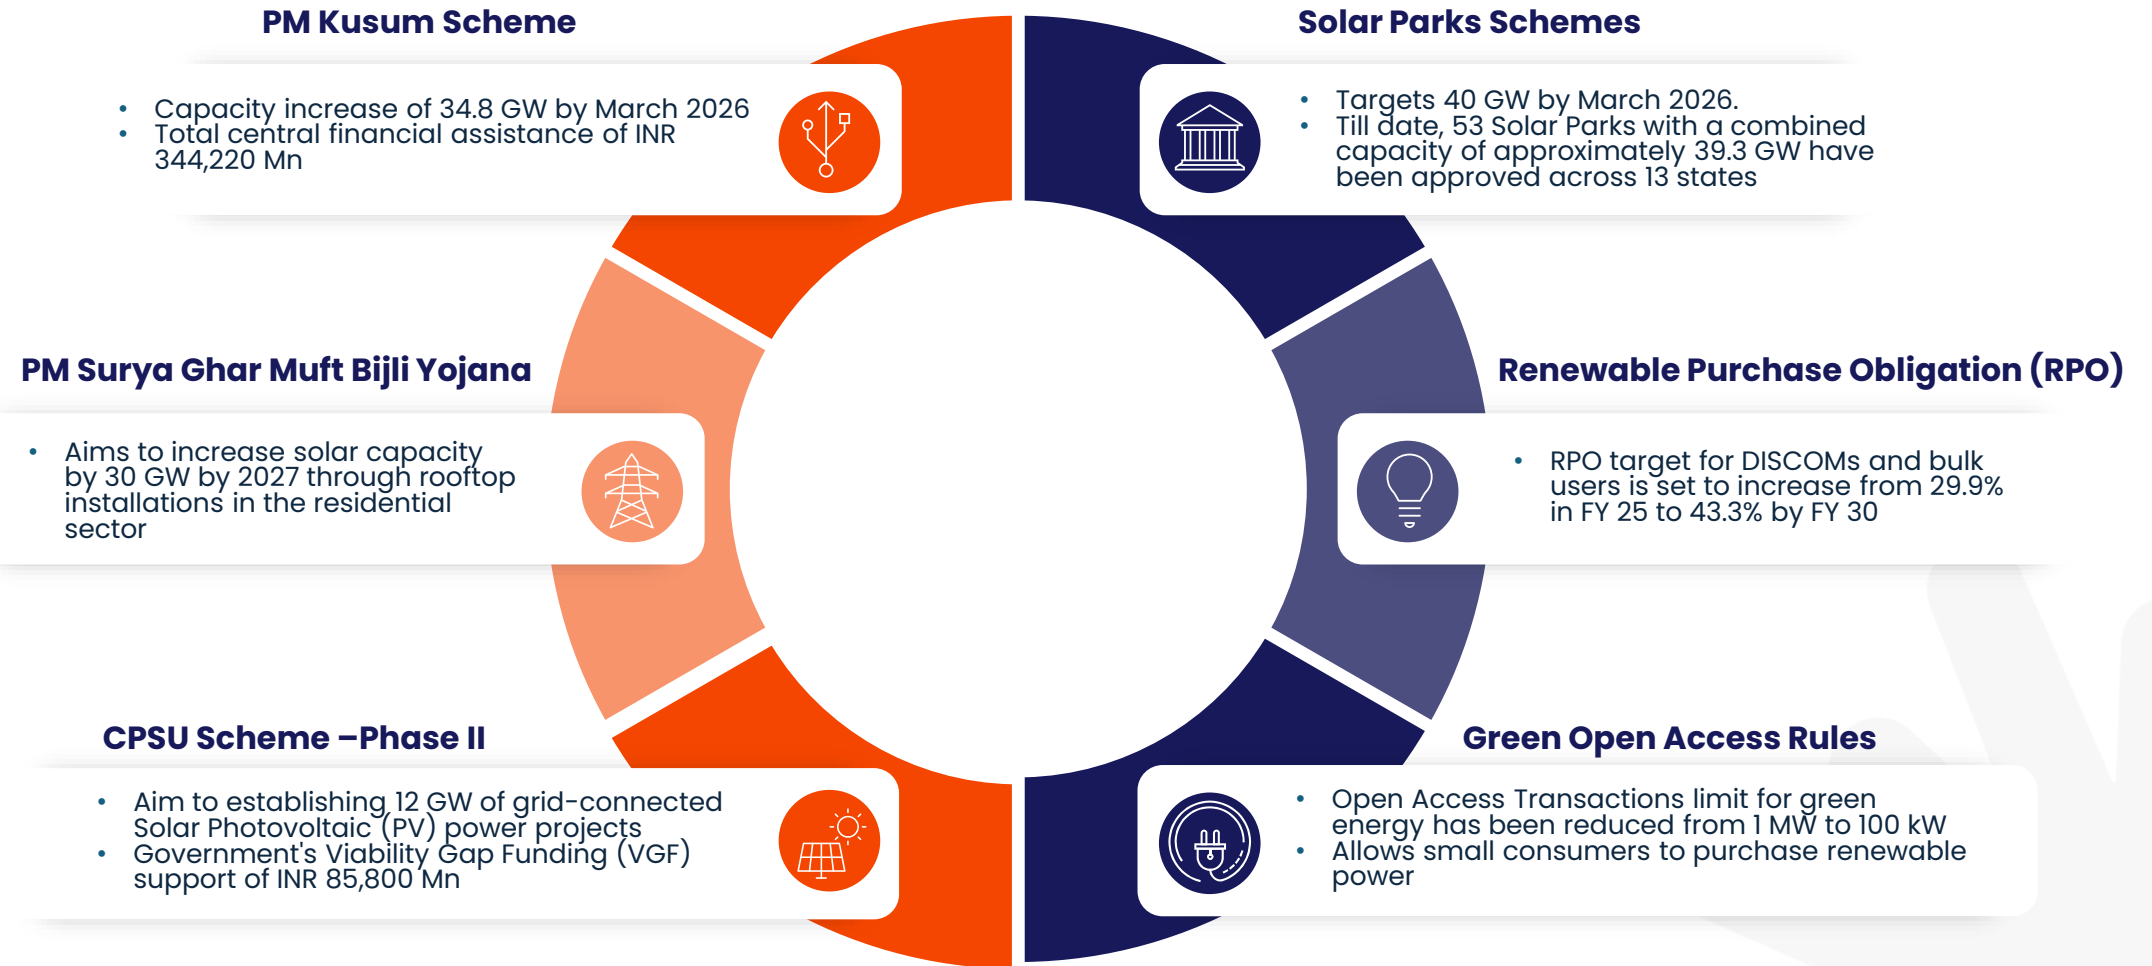 PM Kusum Scheme
• Capacity increase of 34.8 GW by March 2026
• Total central financial assistance of INR
344,220 Mn
Solar Parks Schemes
• Targets 40 GW by March 2026.
• Till date, 53 Solar Parks with a combined
capacity of approximately 39.3 GW have
been approved across 13 states
PM Surya Ghar Muft Bijli Yojana
• Aims to increase solar capacity
by 30 GW by 2027 through rooftop
installations in the residential
sector
Renewable Purchase Obligation (RPO)
• RPO target for DISCOMs and bulk
users is set to increase from 29.9%
in FY 25 to 43.3% by FY 30
CPSU Scheme –Phase II
• Aim to establishing 12 GW of grid-connected
Solar Photovoltaic (PV) power projects
• Government's Viability Gap Funding (VGF)
support of INR 85,800 Mn
Green Open Access Rules
• Open Access Transactions limit for green
energy has been reduced from 1 MW to 100 kW
• Allows small consumers to purchase renewable
power